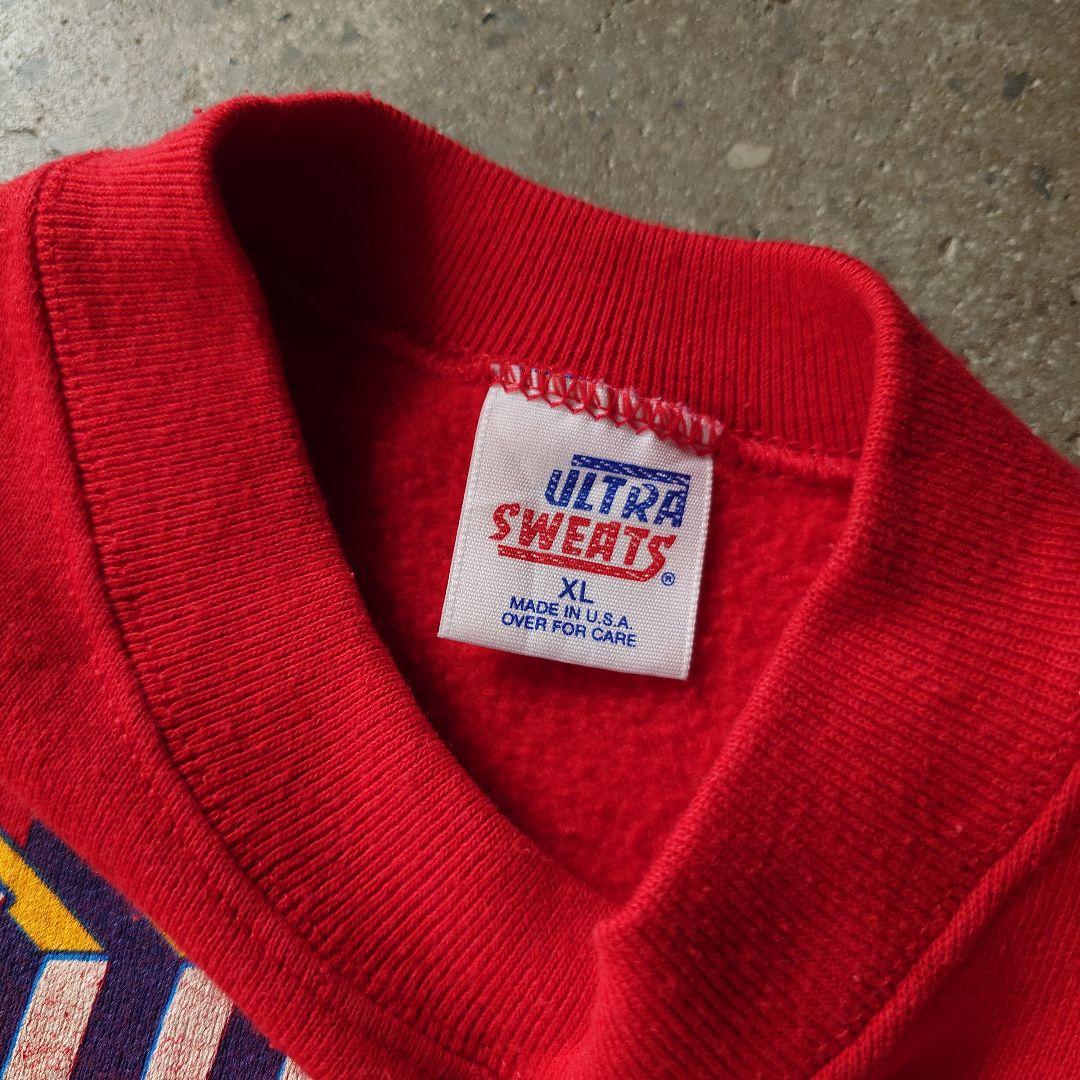 ULTRA
SWEATS®
XL
MADE IN U.S.A.
OVER FOR CARE